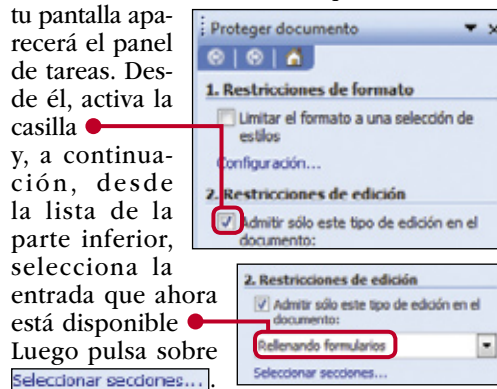 tu pantalla apa-
recerá el panel
de tareas. Des-
de él, activa la
casilla
y, a continua-
ción, desde
la lista de la
parte inferior,
selecciona la
entrada que ahora
está disponible
Luego pulsa sobre
Seleccionar secciones... .
Proteger documento
1. Restricciones de formato
Limitar el formato a una selección de
estilos
Configuración...
2. Restricciones de edición
Admitir sólo este tipo de edición en el
documento:
2. Restricciones de edición
Admitir sólo este tipo de edición en el
documento:
Rellenando formularios
Seleccionar secciones...